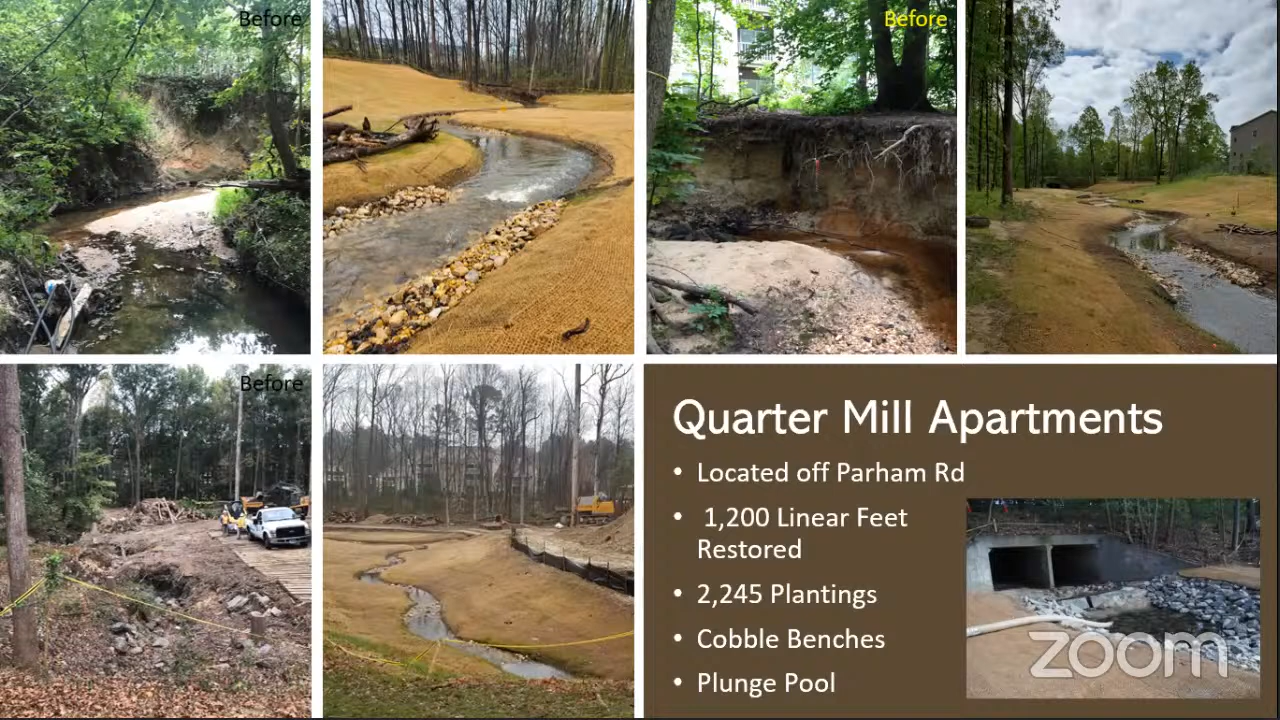 Before
Before
Before
Quarter Mill Apartments
• Located off Parham Rd
• 1,200 Linear Feet
Restored
• 2,245 Plantings
• Cobble Benches
• Plunge Pool
zoom